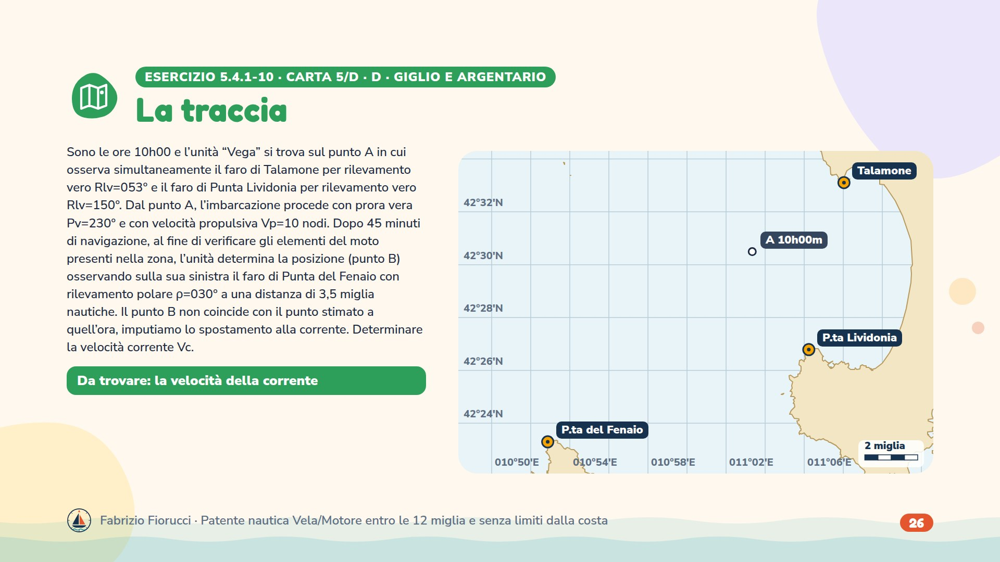 ESERCIZIO 5.4.1-10 · CARTA 5/D · D · GIGLIO E ARGENTARIO
La traccia
Sono le ore 10h00 e l’unità “Vega” si trova sul punto A in cui
osserva simultaneamente il faro di Talamone per rilevamento
vero Rlv=053° e il faro di Punta Lividonia per rilevamento vero
Rlv=150°. Dal punto A, l’imbarcazione procede con prora vera
Pv=230° e con velocità propulsiva Vp=10 nodi. Dopo 45 minuti
di navigazione, al fine di verificare gli elementi del moto
presenti nella zona, l’unità determina la posizione (punto B)
osservando sulla sua sinistra il faro di Punta del Fenaio con
rilevamento polare ρ=030° a una distanza di 3,5 miglia
nautiche. Il punto B non coincide con il punto stimato a
quell’ora, imputiamo lo spostamento alla corrente. Determinare
la velocità corrente Vc.
Da trovare: la velocità della corrente
Talamone
42°32'N
A 10h00m
42°30'N
42°28'N
P.ta Lividonia
42°26'N
42°24'N
P.ta del Fenaio
2 miglia
010°50'E
010°54'E
010°58'E
011°02'E
011°06'E
Fabrizio Fiorucci · Patente nautica Vela/Motore entro le 12 miglia e senza limiti dalla costa
26